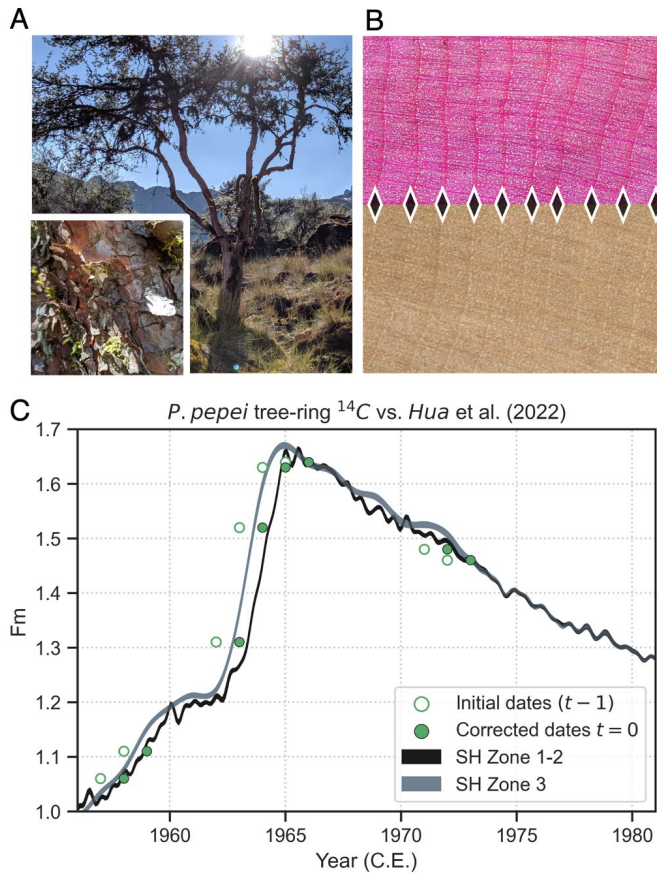 A
B
C
P. pepei tree-ring ¹⁴C vs. Hua et al. (2022)
1.7
1.6
1.5
1.4
1.3
1.2
1.1
1.0
Fm
1960 1965 1970 1975 1980
Year (C.E.)
Initial dates (t − 1)
Corrected dates t = 0
SH Zone 1-2
SH Zone 3